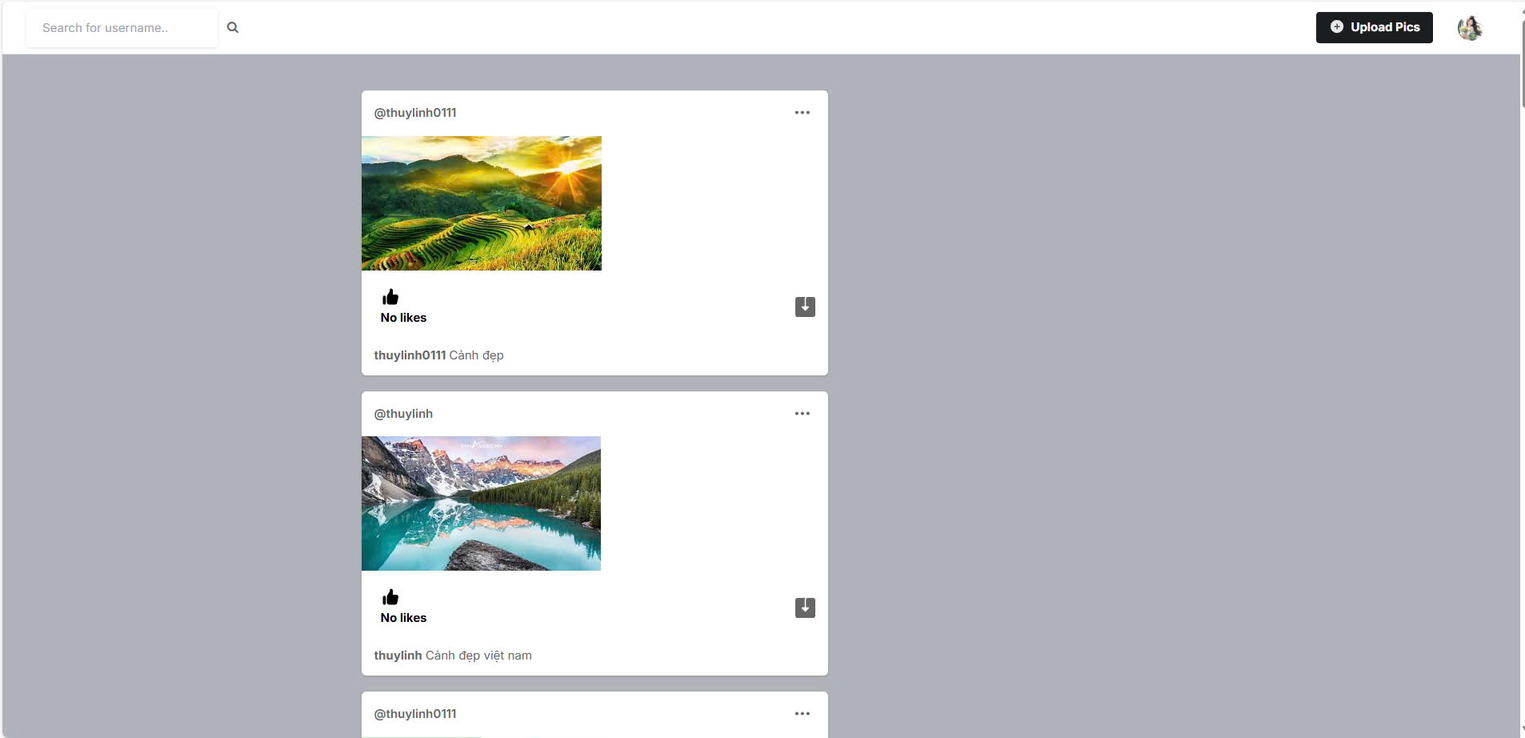 Search for username..
Upload Pics
@thuylinh0111
No likes
thuylinh0111 Cảnh đẹp
@thuylinh
No likes
thuylinh Cảnh đẹp việt nam
@thuylinh0111